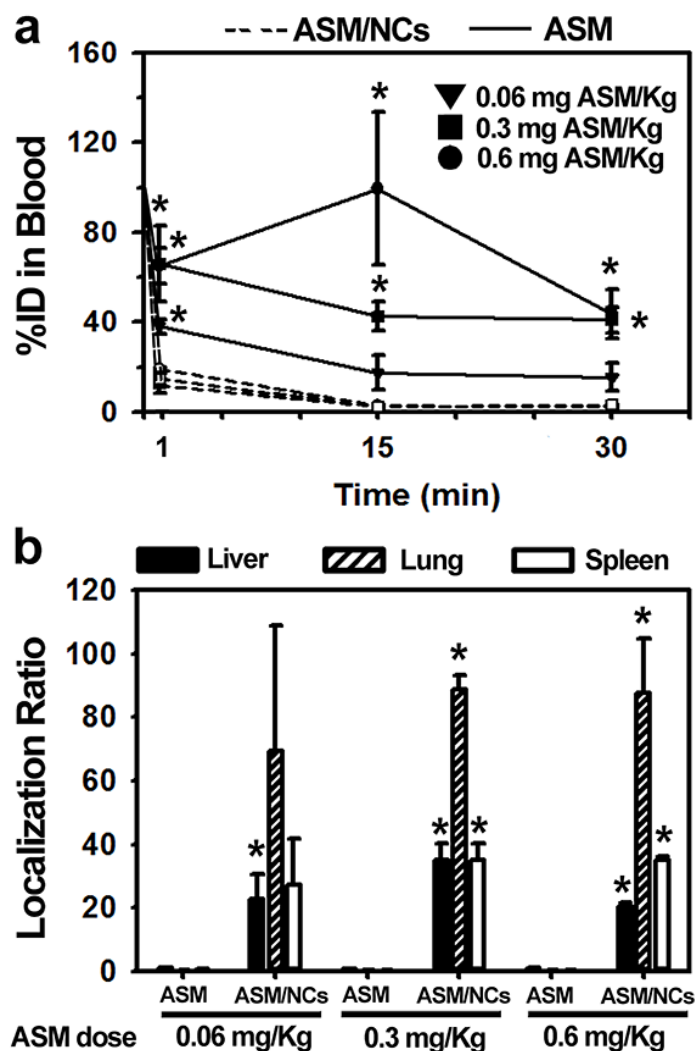 a
ASM/NCs ASM
160
120
80
40
0
%ID in Blood
* * * * * * *
0.06 mg ASM/Kg
0.3 mg ASM/Kg
0.6 mg ASM/Kg
1 15 30
Time (min)
b
Liver Lung Spleen
120
100
80
60
40
20
0
Localization Ratio
* * * * * * *
ASM ASM/NCs ASM ASM/NCs ASM ASM/NCs
ASM dose 0.06 mg/Kg 0.3 mg/Kg 0.6 mg/Kg